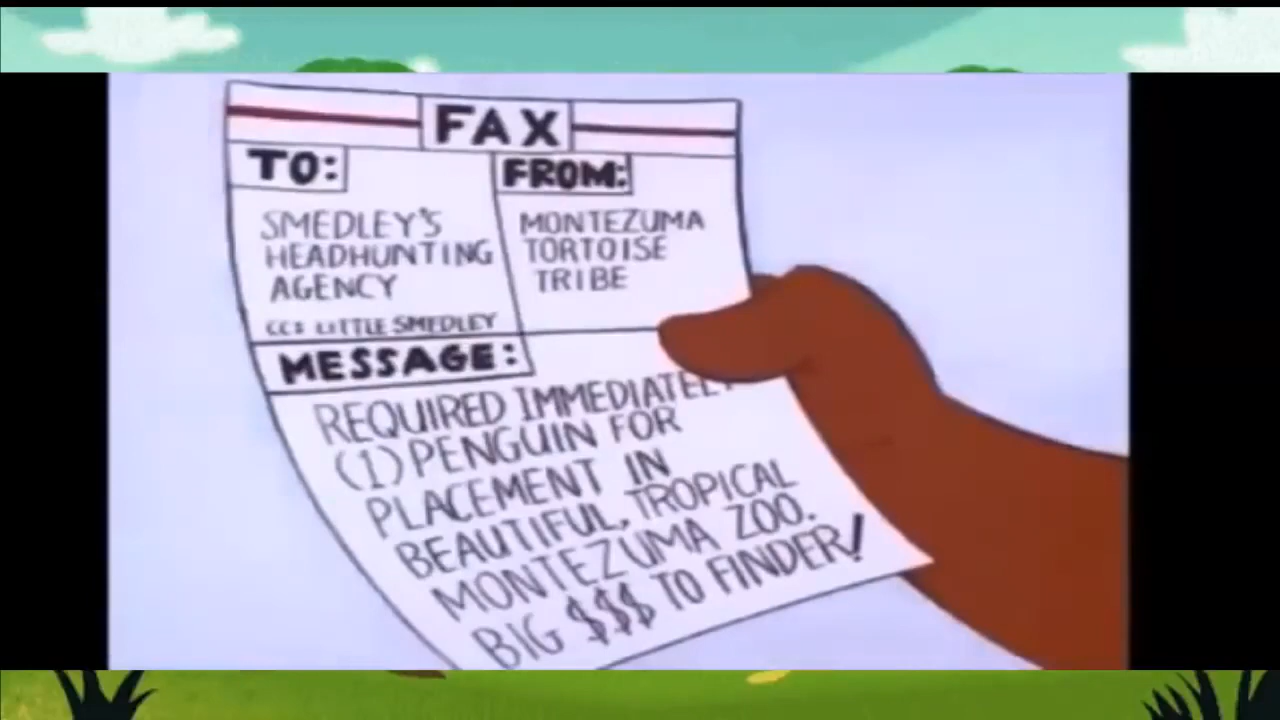 FAX
TO:
SMEDLEY'S
HEADHUNTING
AGENCY
CC: LITTLE SMEDLEY
FROM:
MONTEZUMA
TORTOISE
TRIBE
MESSAGE:
REQUIRED IMMEDIATELY
(1) PENGUIN FOR
PLACEMENT IN
BEAUTIFUL, TROPICAL
MONTEZUMA ZOO.
BIG $$$ TO FINDER!